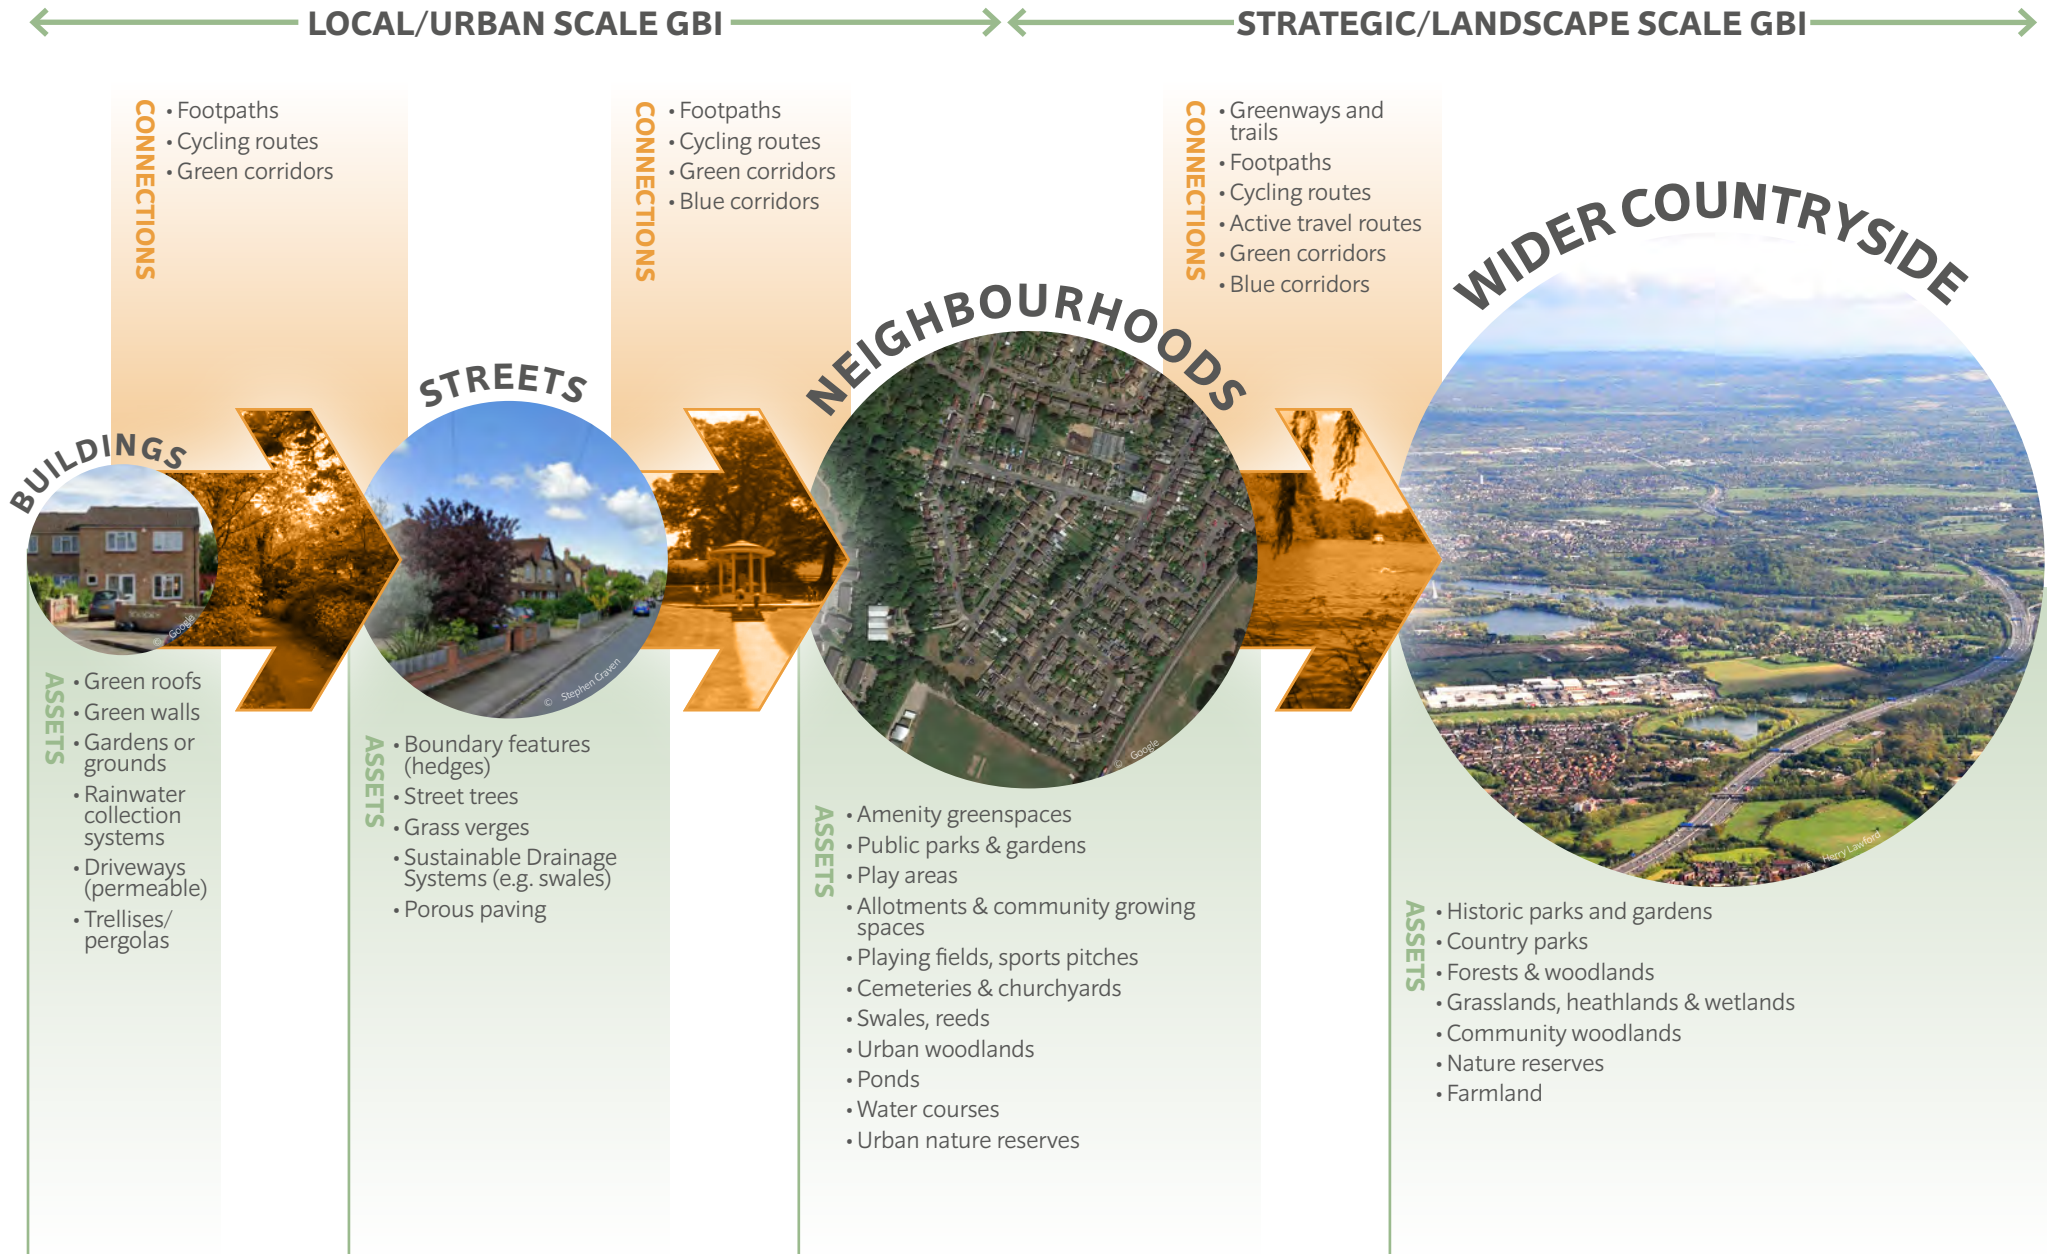 LOCAL/URBAN SCALE GBI
STRATEGIC/LANDSCAPE SCALE GBI
CONNECTIONS
• Footpaths
• Cycling routes
• Green corridors
CONNECTIONS
• Footpaths
• Cycling routes
• Green corridors
• Blue corridors
CONNECTIONS
• Greenways and
trails
• Footpaths
• Cycling routes
• Active travel routes
• Green corridors
• Blue corridors
BUILDINGS
© Google
ASSETS
• Green roofs
• Green walls
• Gardens or
grounds
• Rainwater
collection
systems
• Driveways
(permeable)
• Trellises/
pergolas
STREETS
© Stephen Craven
ASSETS
• Boundary features
(hedges)
• Street trees
• Grass verges
• Sustainable Drainage
Systems (e.g. swales)
• Porous paving
NEIGHBOURHOODS
© Google
ASSETS
• Amenity greenspaces
• Public parks & gardens
• Play areas
• Allotments & community growing
spaces
• Playing fields, sports pitches
• Cemeteries & churchyards
• Swales, reeds
• Urban woodlands
• Ponds
• Water courses
• Urban nature reserves
WIDER COUNTRYSIDE
© Herry Lawford
ASSETS
• Historic parks and gardens
• Country parks
• Forests & woodlands
• Grasslands, heathlands & wetlands
• Community woodlands
• Nature reserves
• Farmland